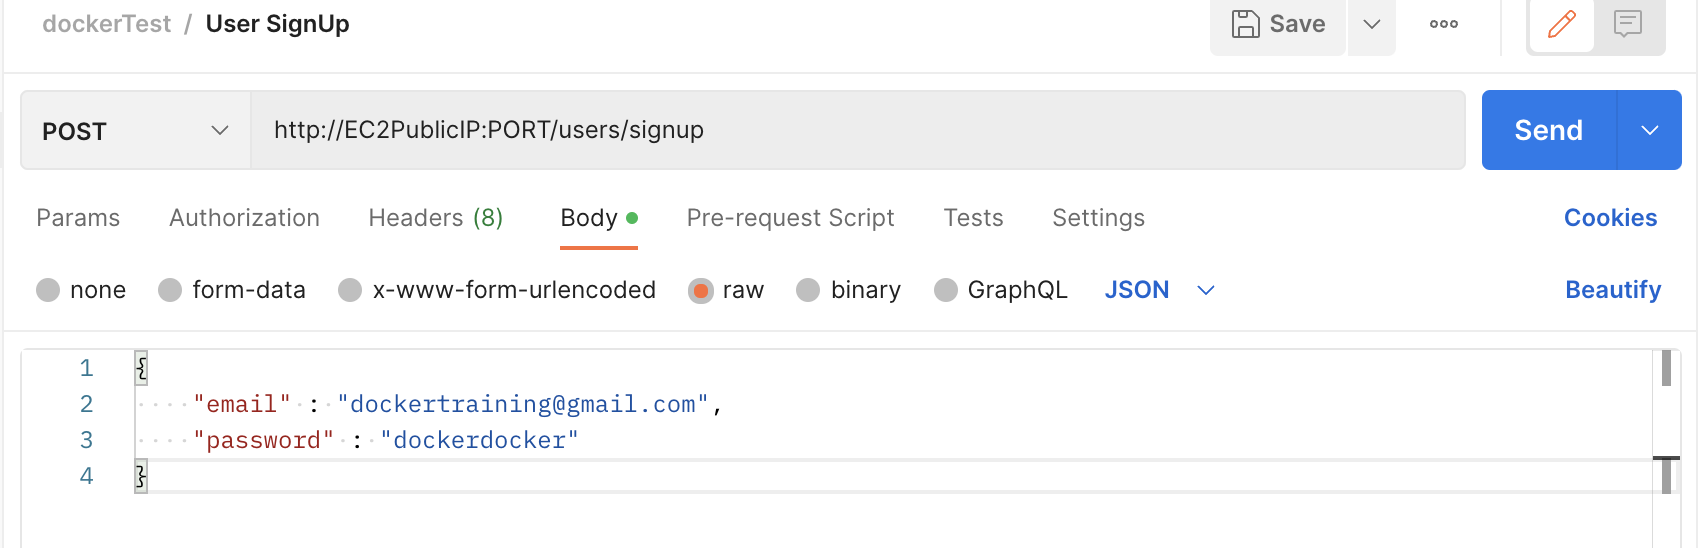 dockerTest / User SignUp
Save
POST
http://EC2PublicIP:PORT/users/signup
Send
Params Authorization Headers (8) Body Pre-request Script Tests Settings Cookies
none form-data x-www-form-urlencoded raw binary GraphQL JSON Beautify
1 {
2 "email" : "dockertraining@gmail.com",
3 "password" : "dockerdocker"
4 }